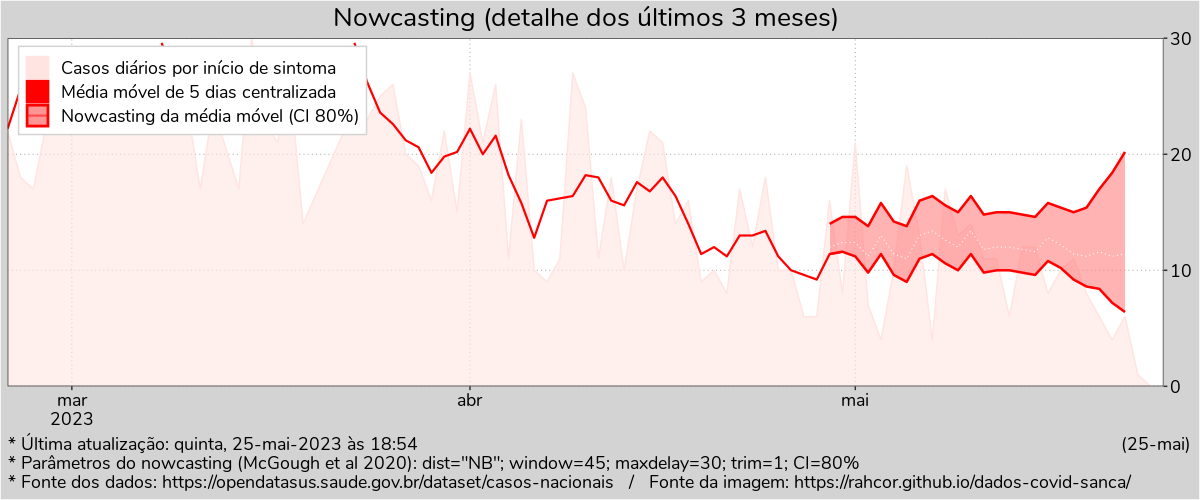 Nowcasting (detalhe dos últimos 3 meses)
Casos diários por início de sintoma
Média móvel de 5 dias centralizada
Nowcasting da média móvel (CI 80%)
30
20
10
0
mar
2023
abr
mai
* Última atualização: quinta, 25-mai-2023 às 18:54
(25-mai)
* Parâmetros do nowcasting (McGough et al 2020): dist="NB"; window=45; maxdelay=30; trim=1; CI=80%
* Fonte dos dados: https://opendatasus.saude.gov.br/dataset/casos-nacionais / Fonte da imagem: https://rahcor.github.io/dados-covid-sanca/